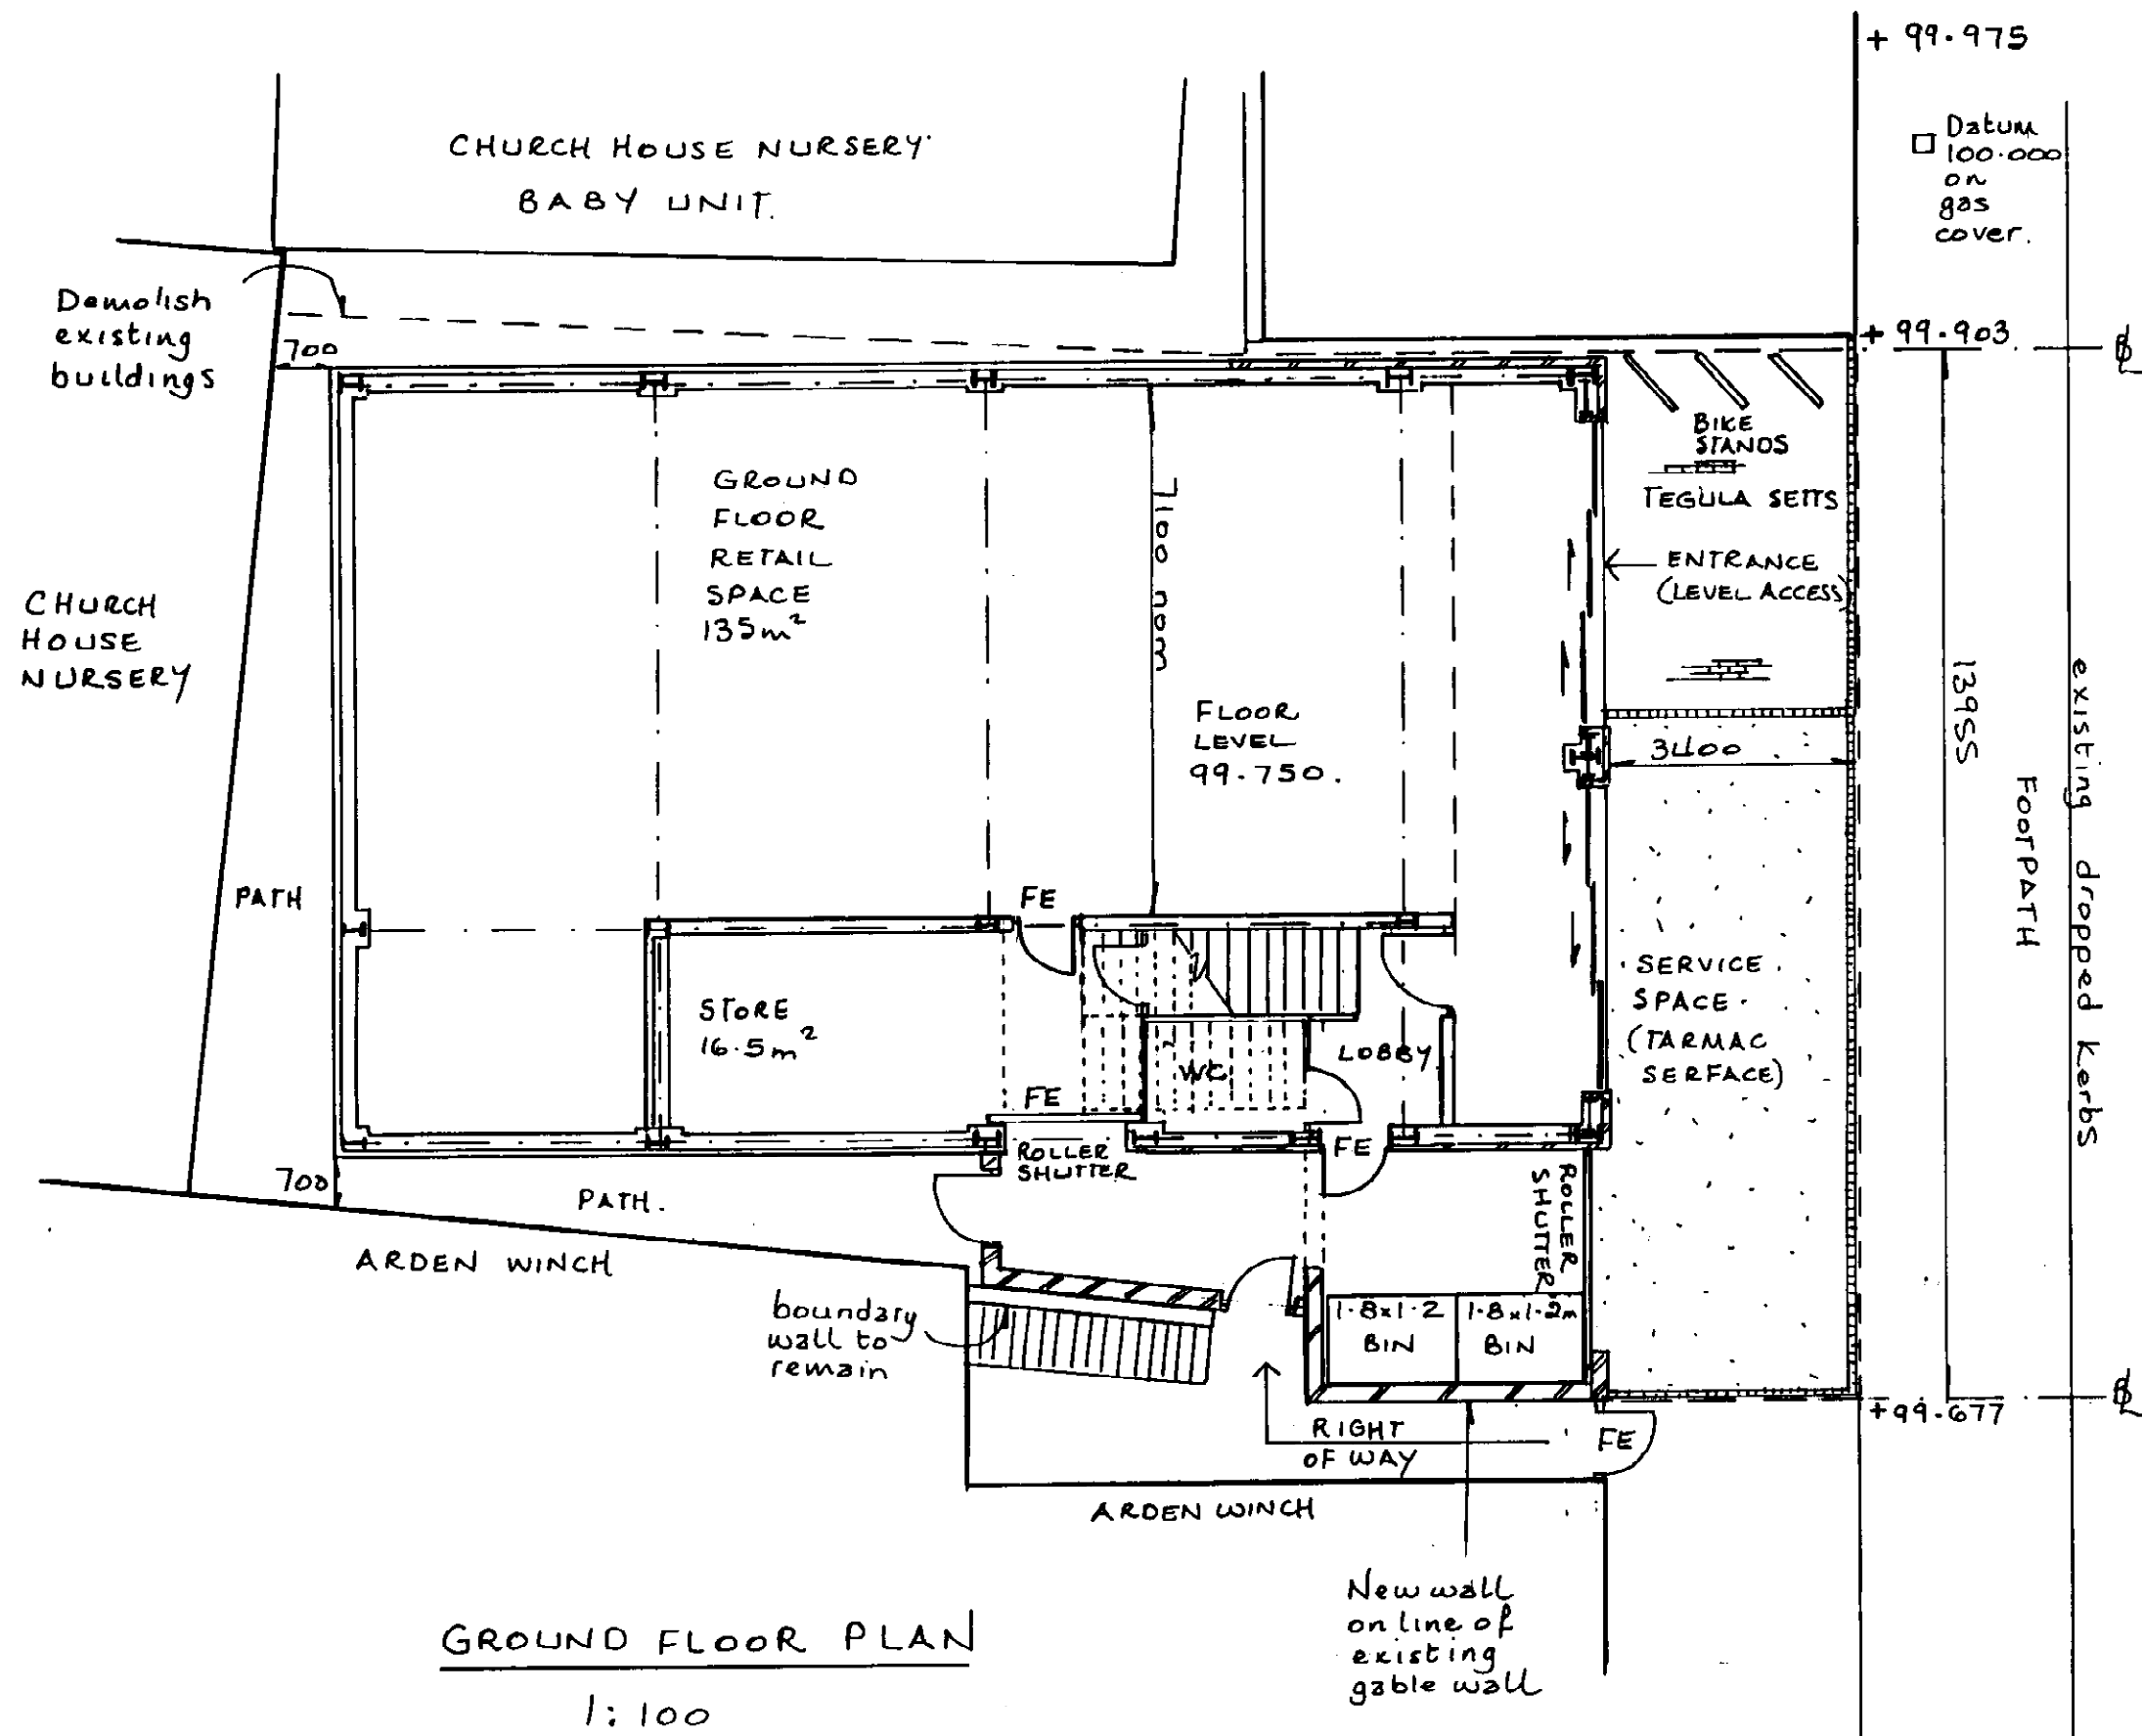 + 99.975
Datum
100.000
on
gas
cover.
CHURCH HOUSE NURSERY
BABY UNIT.
Demolish
existing
buildings
700
+ 99.903
BIKE
STANDS
TEGULA SETTS
ENTRANCE
(LEVEL ACCESS)
GROUND
FLOOR
RETAIL
SPACE
135m²
CHURCH
HOUSE
NURSERY
FLOOR
LEVEL
99.750.
3400
13955
FOOTPATH
existing dropped kerbs
PATH
FE
STORE
16.5m²
WC
LOBBY
SERVICE
SPACE
(TARMAC
SERFACE)
FE
ROLLER
SHUTTER
FE
ROLLER
SHUTTER
700
PATH.
ARDEN WINCH
boundary
wall to
remain
1.8x1.2
BIN
1.8x1.2m
BIN
+99.677
RIGHT
OF WAY
FE
ARDEN WINCH
New wall
on line of
existing
gable wall
GROUND FLOOR PLAN
1:100